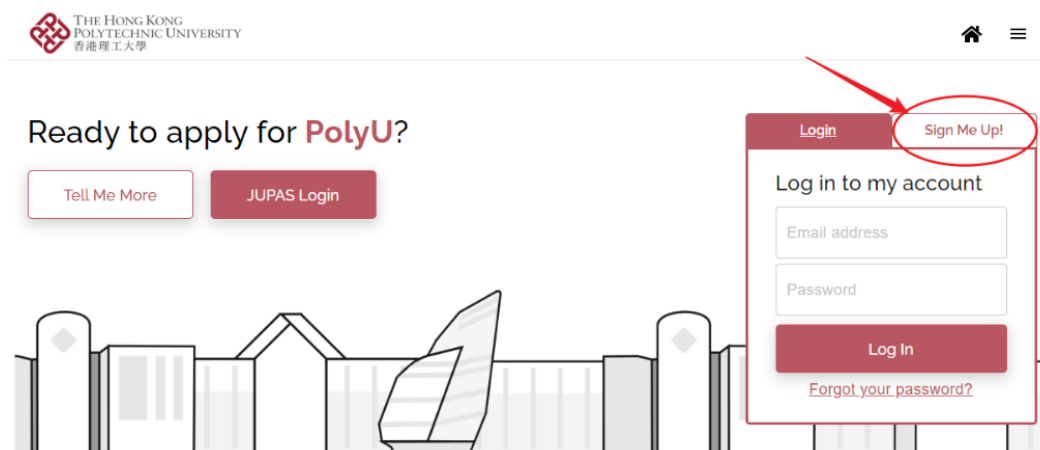 THE HONG KONG
POLYTECHNIC UNIVERSITY
香港理工大學
Ready to apply for PolyU?
Tell Me More
JUPAS Login
Login
Sign Me Up!
Log in to my account
Email address
Password
Log In
Forgot your password?